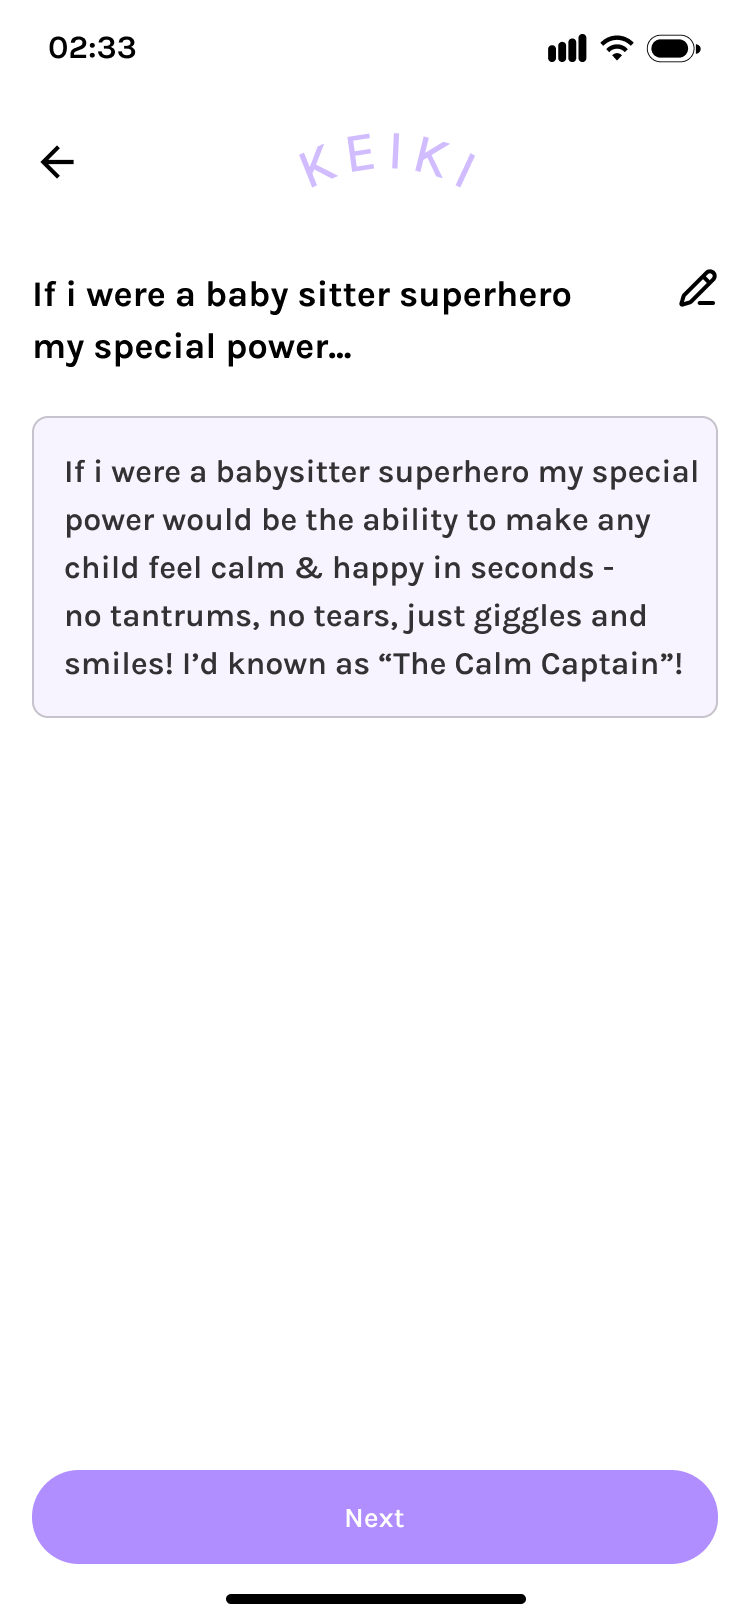 02:33
KEIKI
If i were a baby sitter superhero
my special power...
If i were a babysitter superhero my special
power would be the ability to make any
child feel calm & happy in seconds -
no tantrums, no tears, just giggles and
smiles! I’d known as “The Calm Captain”!
Next